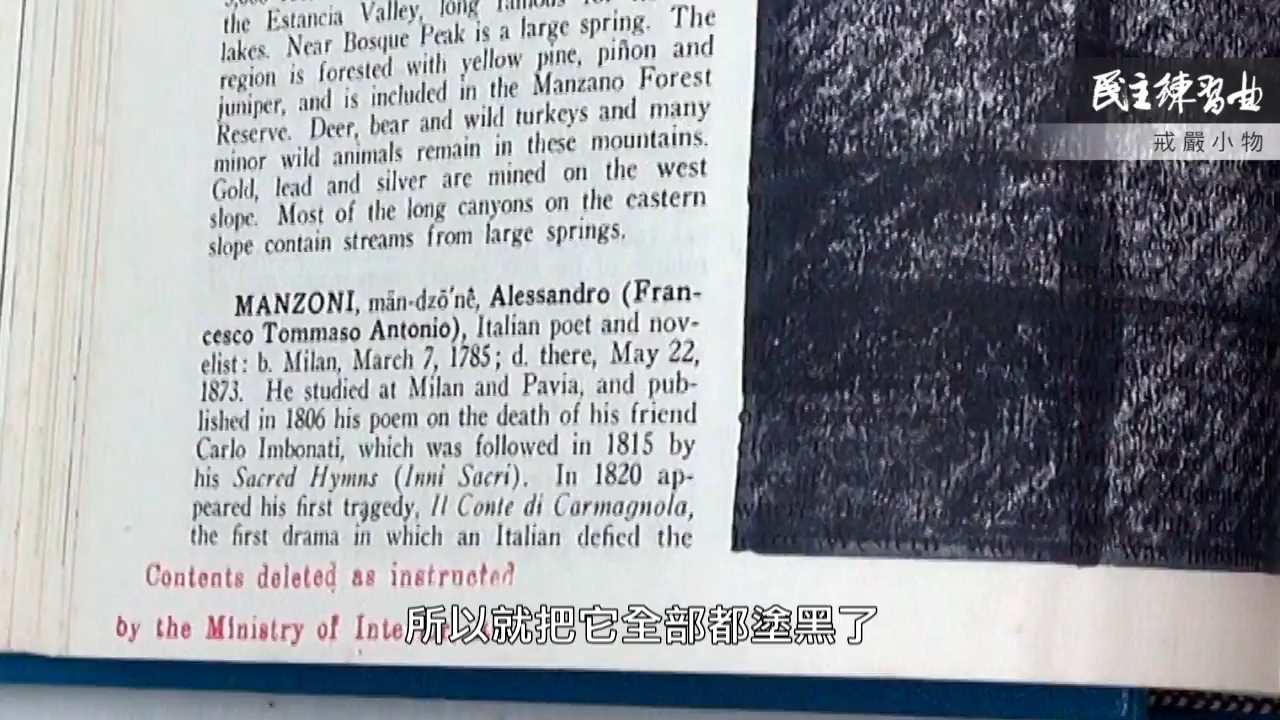 the Estancia Valley, long famous for
lakes. Near Bosque Peak is a large spring. The
region is forested with yellow pine, piñon and
juniper, and is included in the Manzano Forest
Reserve. Deer, bear and wild turkeys and many
minor wild animals remain in these mountains.
Gold, lead and silver are mined on the west
slope. Most of the long canyons on the eastern
slope contain streams from large springs.
MANZONI, män-dzō'nê, Alessandro (Fran-
cesco Tommaso Antonio), Italian poet and nov-
elist: b. Milan, March 7, 1785; d. there, May 22,
1873. He studied at Milan and Pavia, and pub-
lished in 1806 his poem on the death of his friend
Carlo Imbonati, which was followed in 1815 by
his Sacred Hymns (Inni Sacri). In 1820 ap-
peared his first tragedy, Il Conte di Carmagnola,
the first drama in which an Italian defied the
Contents deleted as instructed
by the Ministry of Inte
民主練習曲
戒嚴小物
所以就把它全部都塗黑了